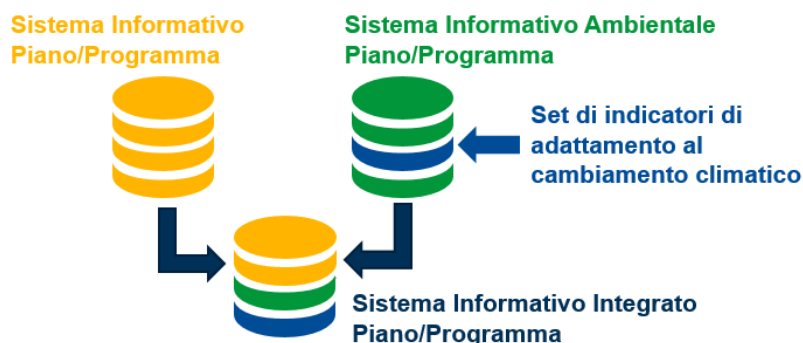 Sistema Informativo
Piano/Programma
Sistema Informativo Ambientale
Piano/Programma
Set di indicatori di
adattamento al
cambiamento climatico
Sistema Informativo Integrato
Piano/Programma